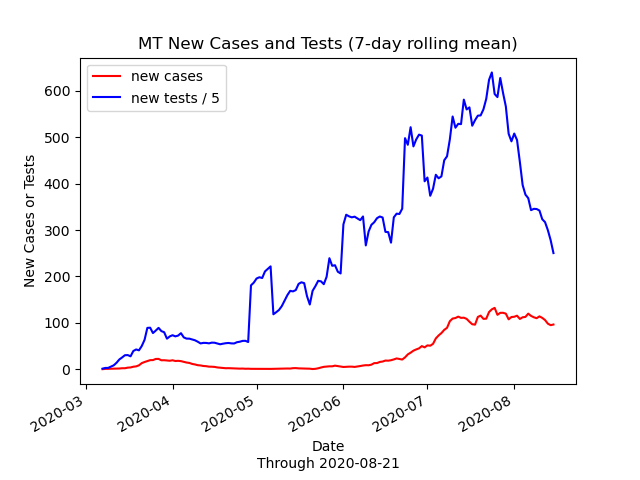 MT New Cases and Tests (7-day rolling mean)
new cases
new tests / 5
New Cases or Tests
600
500
400
300
200
100
0
2020-03
2020-04
2020-05
2020-06
2020-07
2020-08
Date
Through 2020-08-21